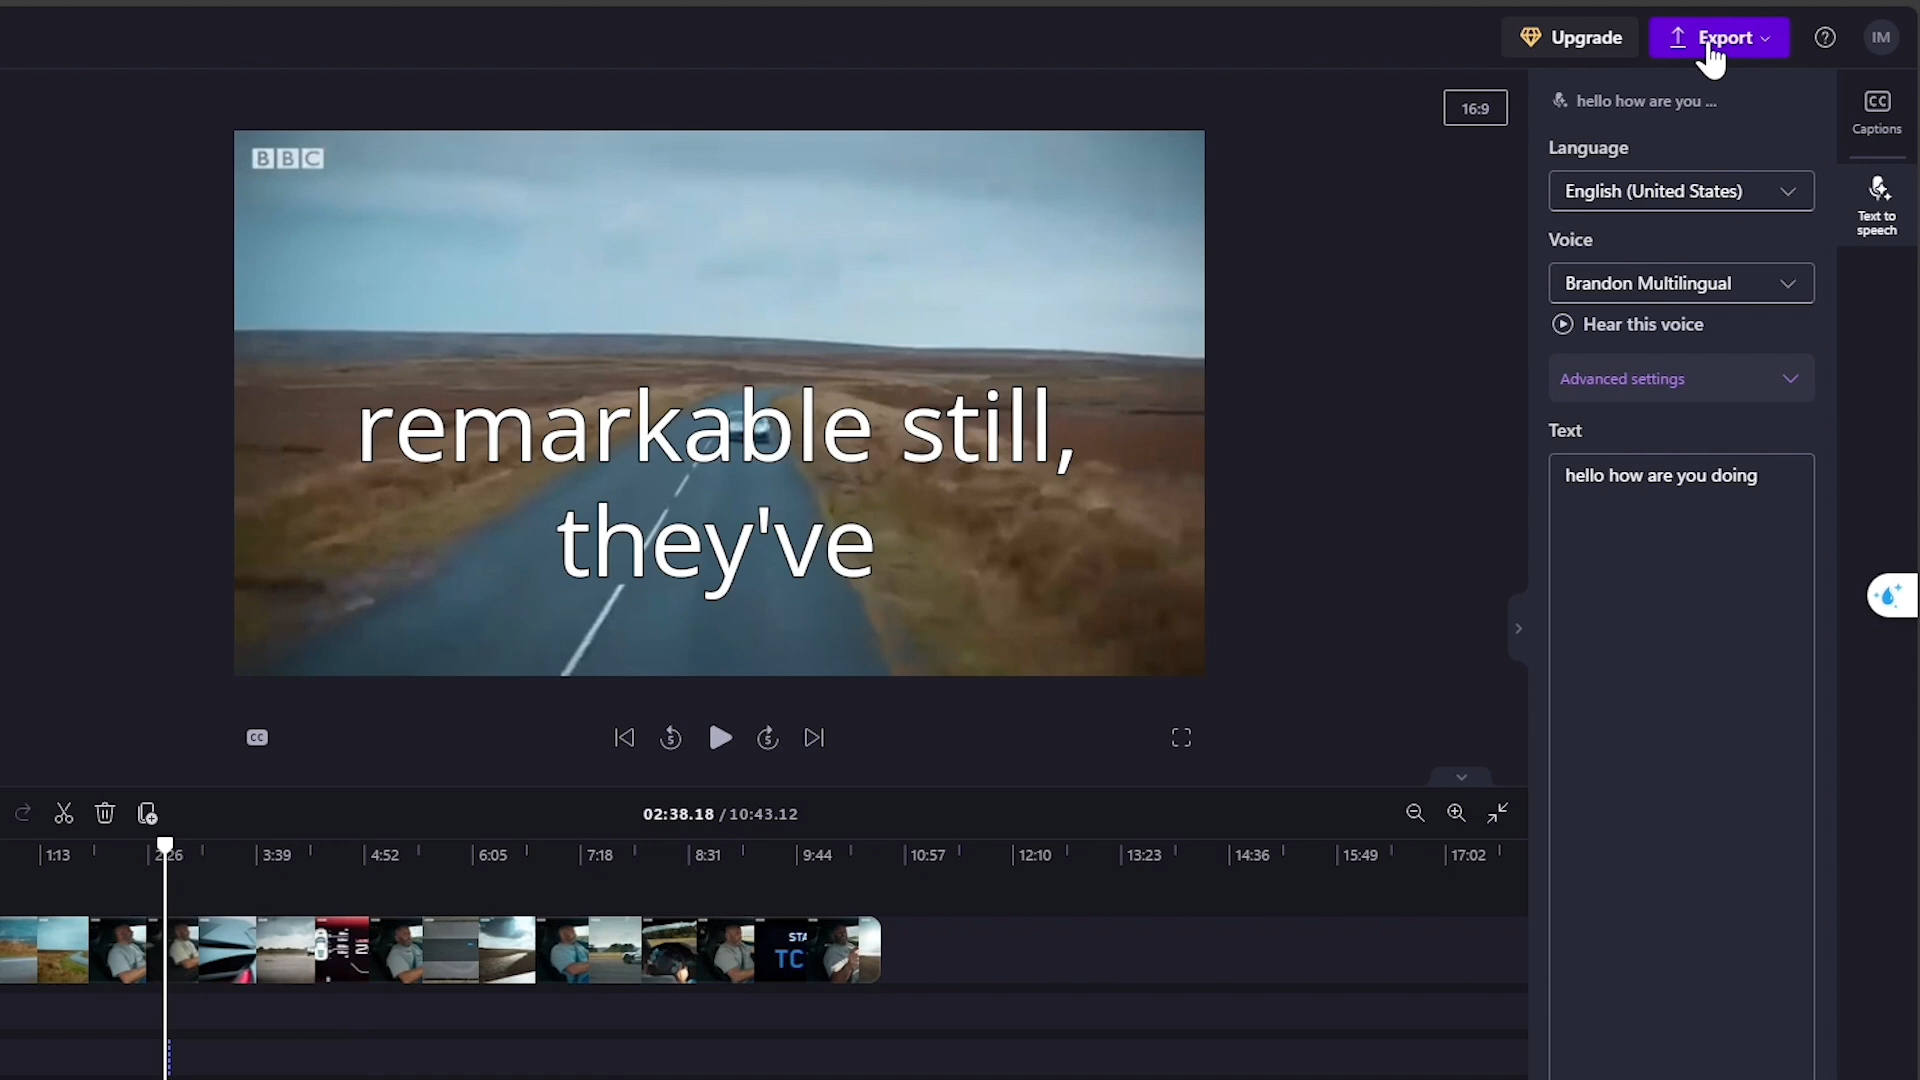 Upgrade
Export
IM
16:9
hello how are you ...
CC
Captions
Language
English (United States)
Text to
speech
Voice
Brandon Multilingual
Hear this voice
Advanced settings
Text
hello how are you doing
BBC
remarkable still,
they've
CC
5
5
02:38.18 / 10:43.12
1:13
2:26
3:39
4:52
6:05
7:18
8:31
9:44
10:57
12:10
13:23
14:36
15:49
17:02
STA
TC